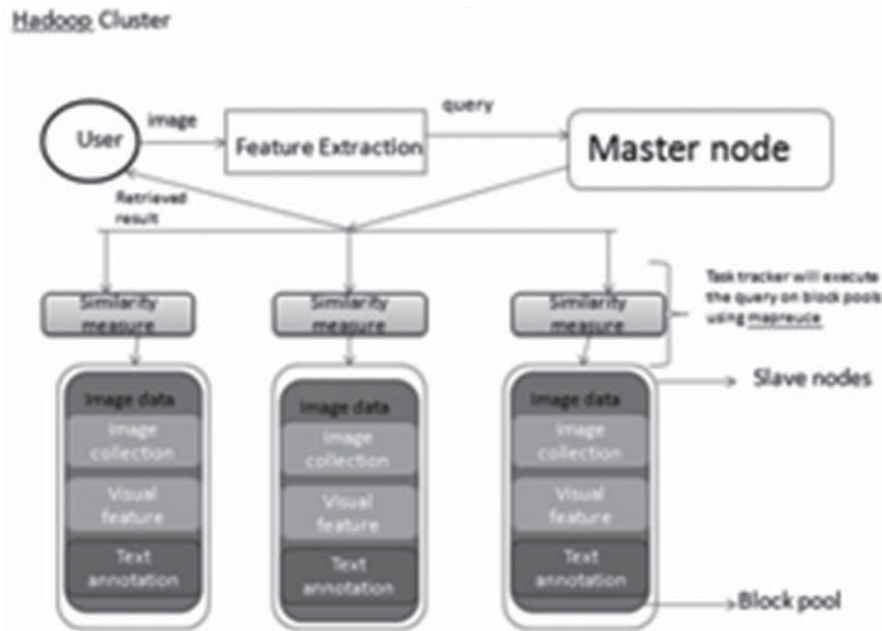 Hadoop Cluster
User
image
Feature Extraction
query
Master node
Retrieved
result
Similarity
measure
Similarity
measure
Similarity
measure
Task tracker will execute
the query on block pools
using mapreuce
Image data
Image
collection
Visual
feature
Text
annotation
Image data
Image
collection
Visual
feature
Text
annotation
Image data
Image
collection
Visual
feature
Text
annotation
Slave nodes
Block pool